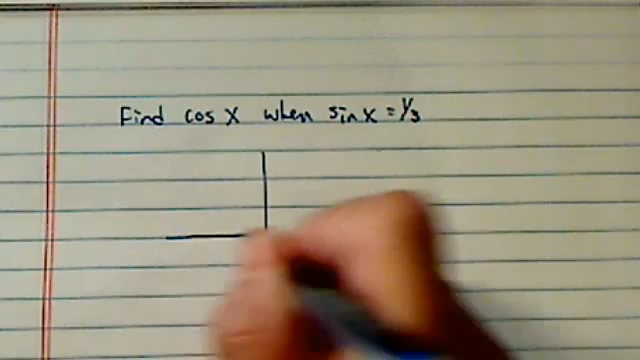 Find cos X when sin X = 1/3